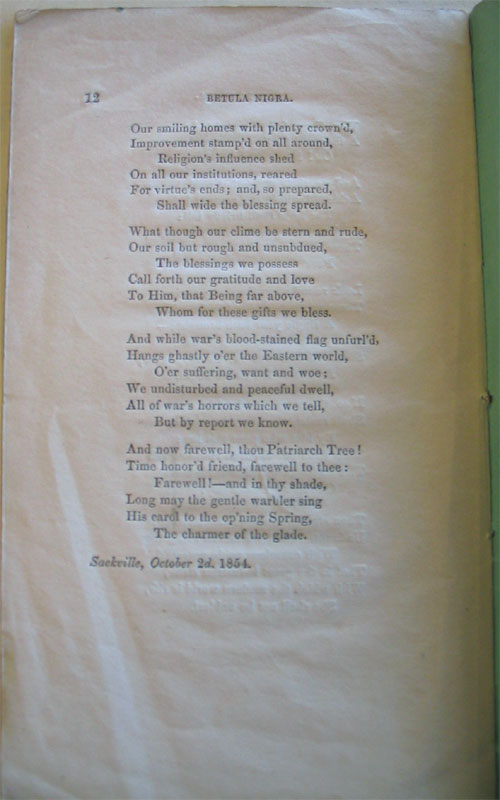 12 BETULA NIGRA.
Our smiling homes with plenty crown'd,
Improvement stamp'd on all around,
Religion's influence shed
On all our institutions, reared
For virtue's ends; and, so prepared,
Shall wide the blessing spread.
What though our clime be stern and rude,
Our soil but rough and unsubdued,
The blessings we possess
Call forth our gratitude and love
To Him, that Being far above,
Whom for these gifts we bless.
And while war's blood-stained flag unfurl'd,
Hangs ghastly o'er the Eastern world,
O'er suffering, want and woe;
We undisturbed and peaceful dwell,
All of war's horrors which we tell,
But by report we know.
And now farewell, thou Patriarch Tree!
Time honor'd friend, farewell to thee:
Farewell!—and in thy shade,
Long may the gentle warbler sing
His carol to the op'ning Spring,
The charmer of the glade.
Sackville, October 2d. 1854.